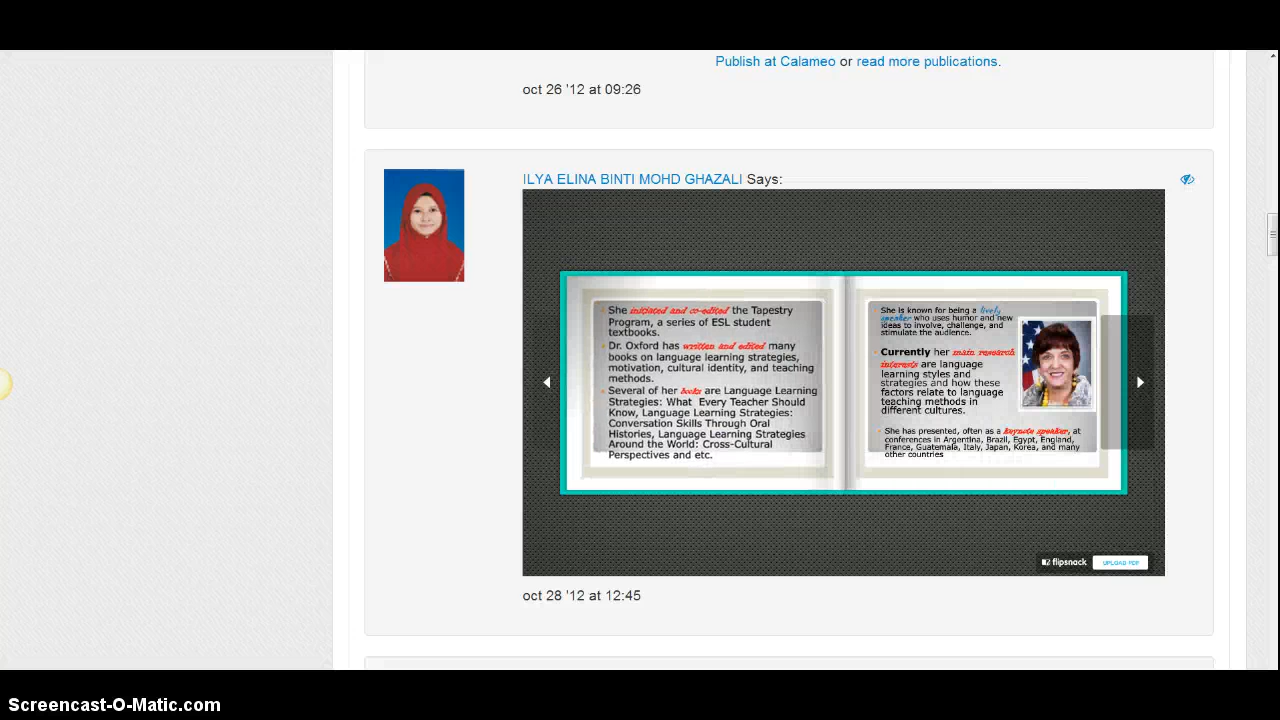 Publish at Calameo or read more publications.
oct 26 '12 at 09:26
ILYA ELINA BINTI MOHD GHAZALI Says:
She initiated and co-edited the Tapestry
Program, a series of ESL student
textbooks.
Dr. Oxford has written and edited many
books on language learning strategies,
motivation, cultural identity, and teaching
methods.
Several of her books are Language Learning
Strategies: What Every Teacher Should
Know, Language Learning Strategies:
Conversation Skills Through Oral
Histories, Language Learning Strategies
Around the World: Cross-Cultural
Perspectives and etc.
She is known for being a lively
speaker who uses humor and new
ideas to involve, challenge, and
stimulate the audience.
Currently her main research
interests are language
learning styles and
strategies and how these
factors relate to language
teaching methods in
different cultures.
She has presented, often as a keynote speaker, at
conferences in Argentina, Brazil, Egypt, England,
France, Guatemala, Italy, Japan, Korea, and many
other countries
flipsnack
UPLOAD PDF
oct 28 '12 at 12:45
Screencast-O-Matic.com